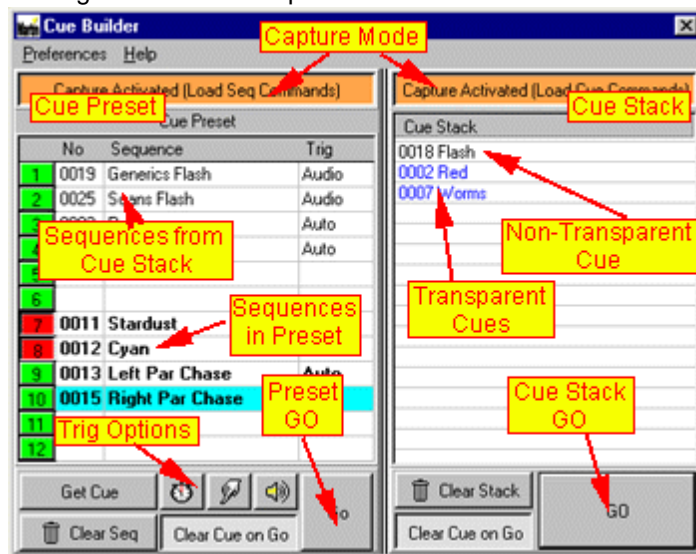 Cue Builder
Preferences Help
Capture Mode
Capture Activated (Load Seq Commands)
Cue Preset
Cue Preset
No Sequence Trig
1 0019 Generics Flash Audio
2 0025 Scans Flash Audio
Auto
Auto
Sequences from
Cue Stack
6
7 0011 Stardust
8 0012 Cyan
9 0013 Left Par Chase Auto
10 0015 Right Par Chase
11
12
Sequences
in Preset
Trig Options
Preset
GO
Get Cue
Clear Seq
Clear Cue on Go
Capture Activated (Load Cue Commands)
Cue Stack
Cue Stack
0018 Flash
0002 Red
0007 Worms
Non-Transparent
Cue
Transparent
Cues
Cue Stack
GO
Clear Stack
Clear Cue on Go
GO